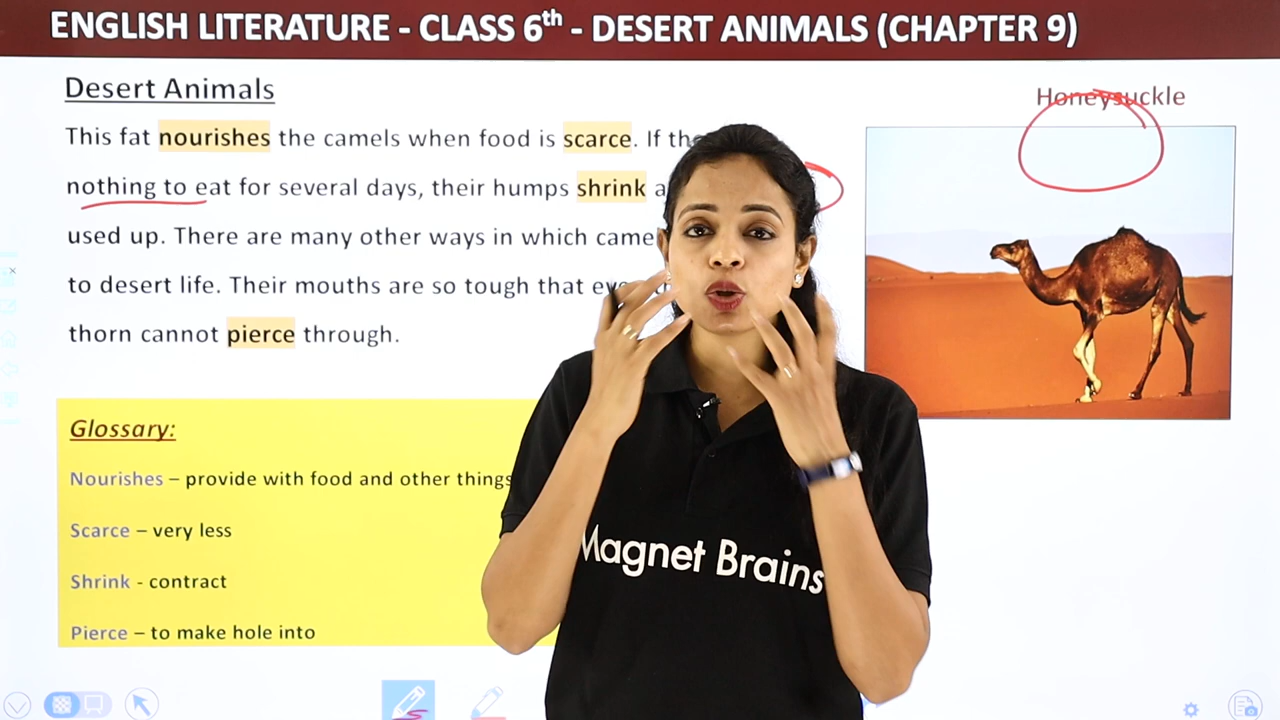 ENGLISH LITERATURE - CLASS 6th - DESERT ANIMALS (CHAPTER 9)
Desert Animals
Honeysuckle
This fat nourishes the camels when food is scarce. If
nothing to eat for several days, their humps shrink
used up. There are many other ways in which
to desert life. Their mouths are so tough that
thorn cannot pierce through.
Glossary:
Nourishes – provide with food and other things
Scarce – very less
Shrink - contract
Pierce – to make hole into
Magnet Brains